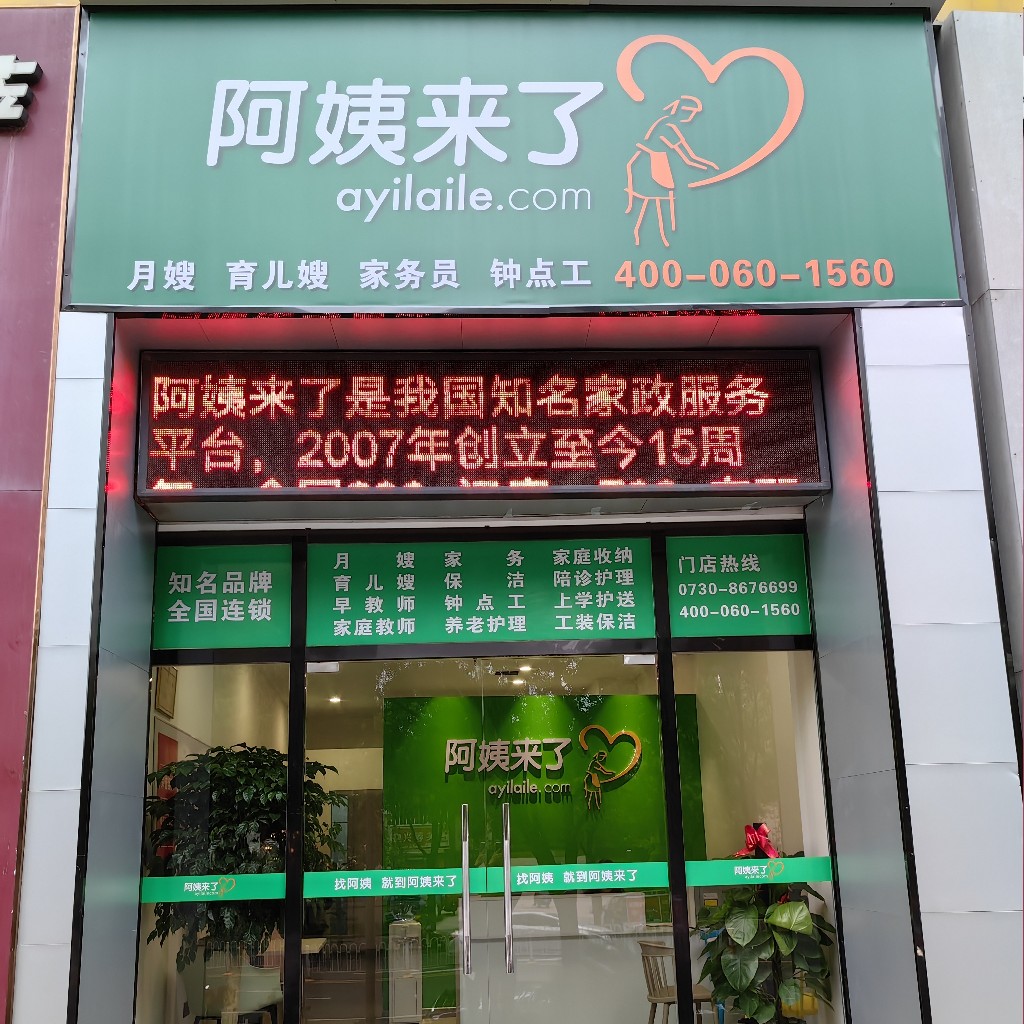 阿姨来了
ayilaile.com
月嫂 育儿嫂 家务员 钟点工 400-060-1560
阿姨来了是我国知名家政服务
平台，2007年创立至今15周
知名品牌
全国连锁
月嫂 家务 家庭收纳
育儿嫂 保洁 陪诊护理
早教师 钟点工 上学护送
家庭教师 养老护理 工装保洁
门店热线
0730-8676699
400-060-1560
阿姨来了
ayilaile.com
阿姨来了
找阿姨 就到阿姨来了
找阿姨 就到阿姨来了
阿姨来了